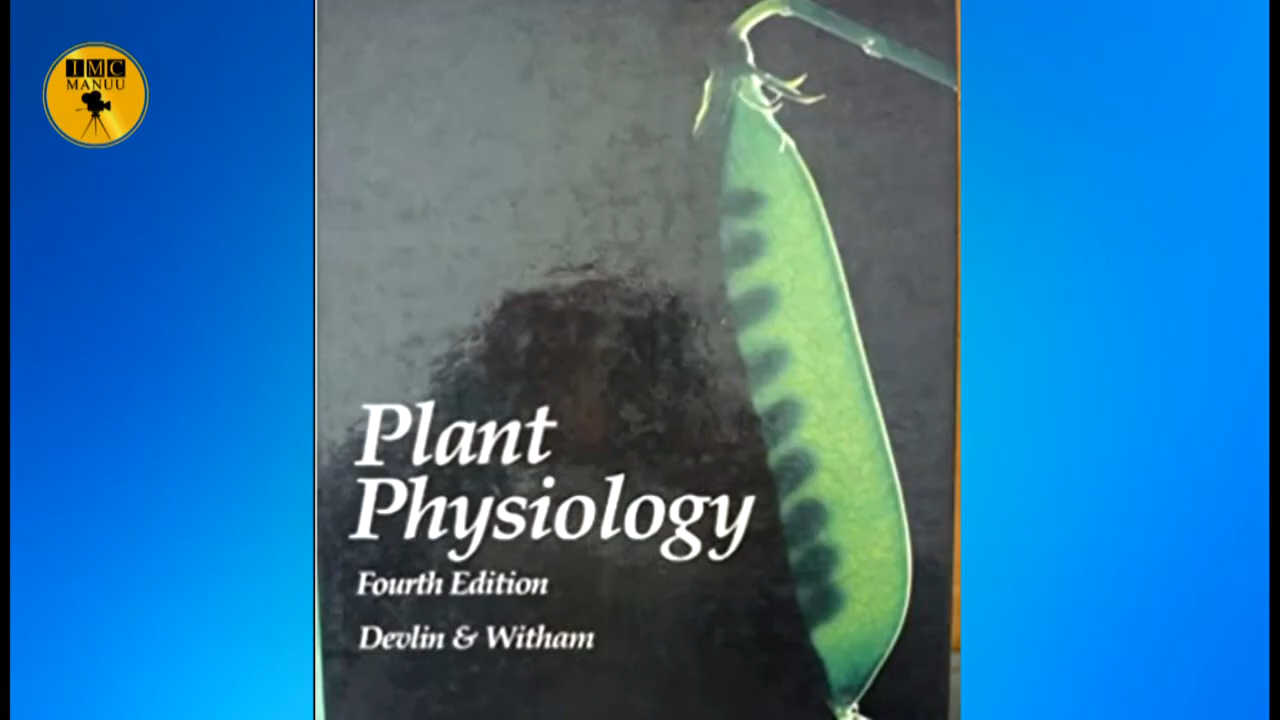 IMC
MANUU
Plant
Physiology
Fourth Edition
Devlin & Witham